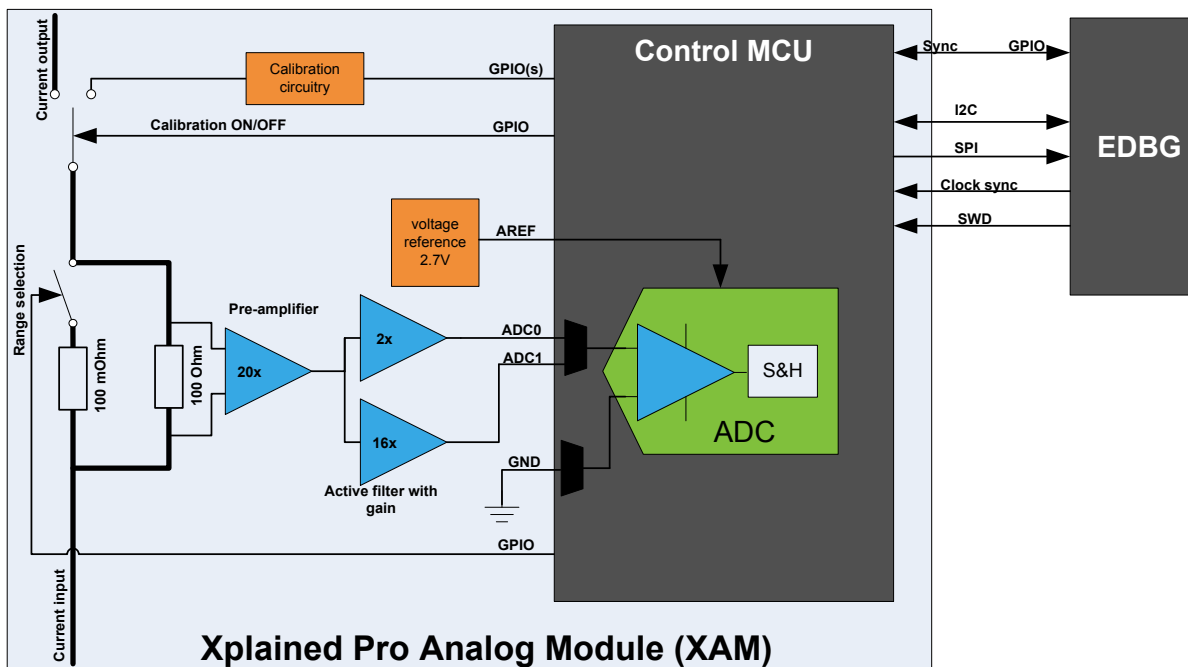 Current output
Calibration
circuitry
GPIO(s)
Control MCU
Sync
GPIO
Calibration ON/OFF
GPIO
I2C
SPI
EDBG
Clock sync
SWD
voltage
reference
2.7V
AREF
Range selection
Pre-amplifier
100 mOhm
100 Ohm
20x
2x
ADC0
ADC1
S&H
ADC
16x
GND
Active filter with
gain
GPIO
Current input
Xplained Pro Analog Module (XAM)